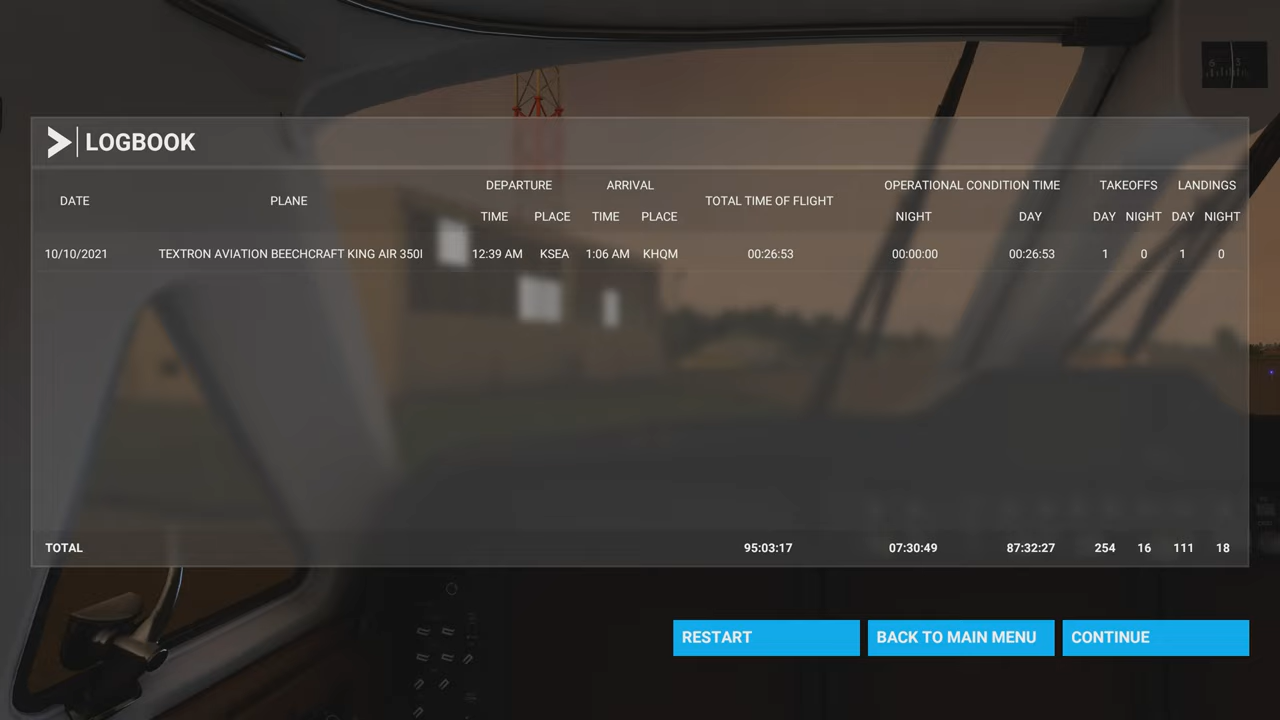 LOGBOOK
DEPARTURE ARRIVAL OPERATIONAL CONDITION TIME TAKEOFFS LANDINGS
DATE PLANE TOTAL TIME OF FLIGHT
TIME PLACE TIME PLACE NIGHT DAY DAY NIGHT DAY NIGHT
10/10/2021 TEXTRON AVIATION BEECHCRAFT KING AIR 350I 12:39 AM KSEA 1:06 AM KHQM 00:26:53 00:00:00 00:26:53 1 0 1 0
TOTAL 95:03:17 07:30:49 87:32:27 254 16 111 18
RESTART BACK TO MAIN MENU CONTINUE